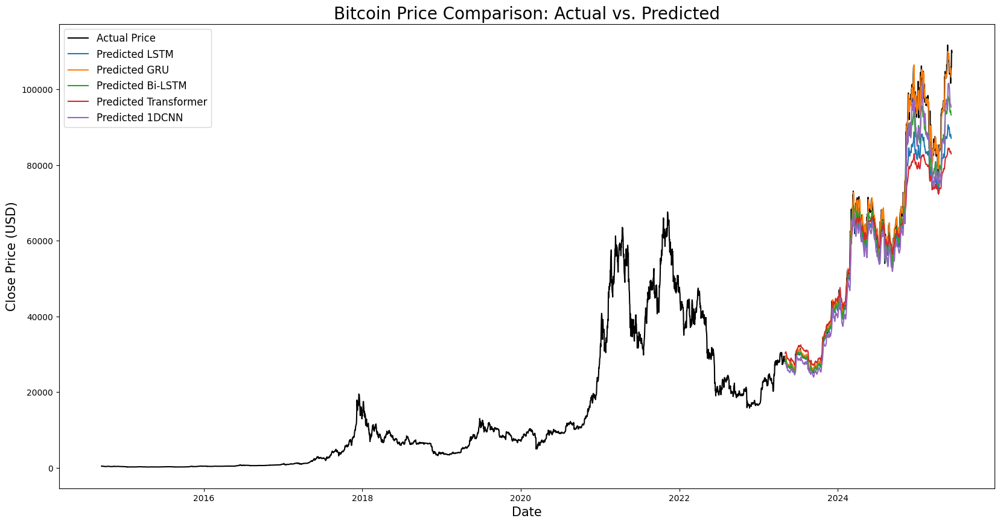 Bitcoin Price Comparison: Actual vs. Predicted
Actual Price
Predicted LSTM
Predicted GRU
Predicted Bi-LSTM
Predicted Transformer
Predicted 1DCNN
Close Price (USD)
100000
80000
60000
40000
20000
0
2016
2018
2020
2022
2024
Date